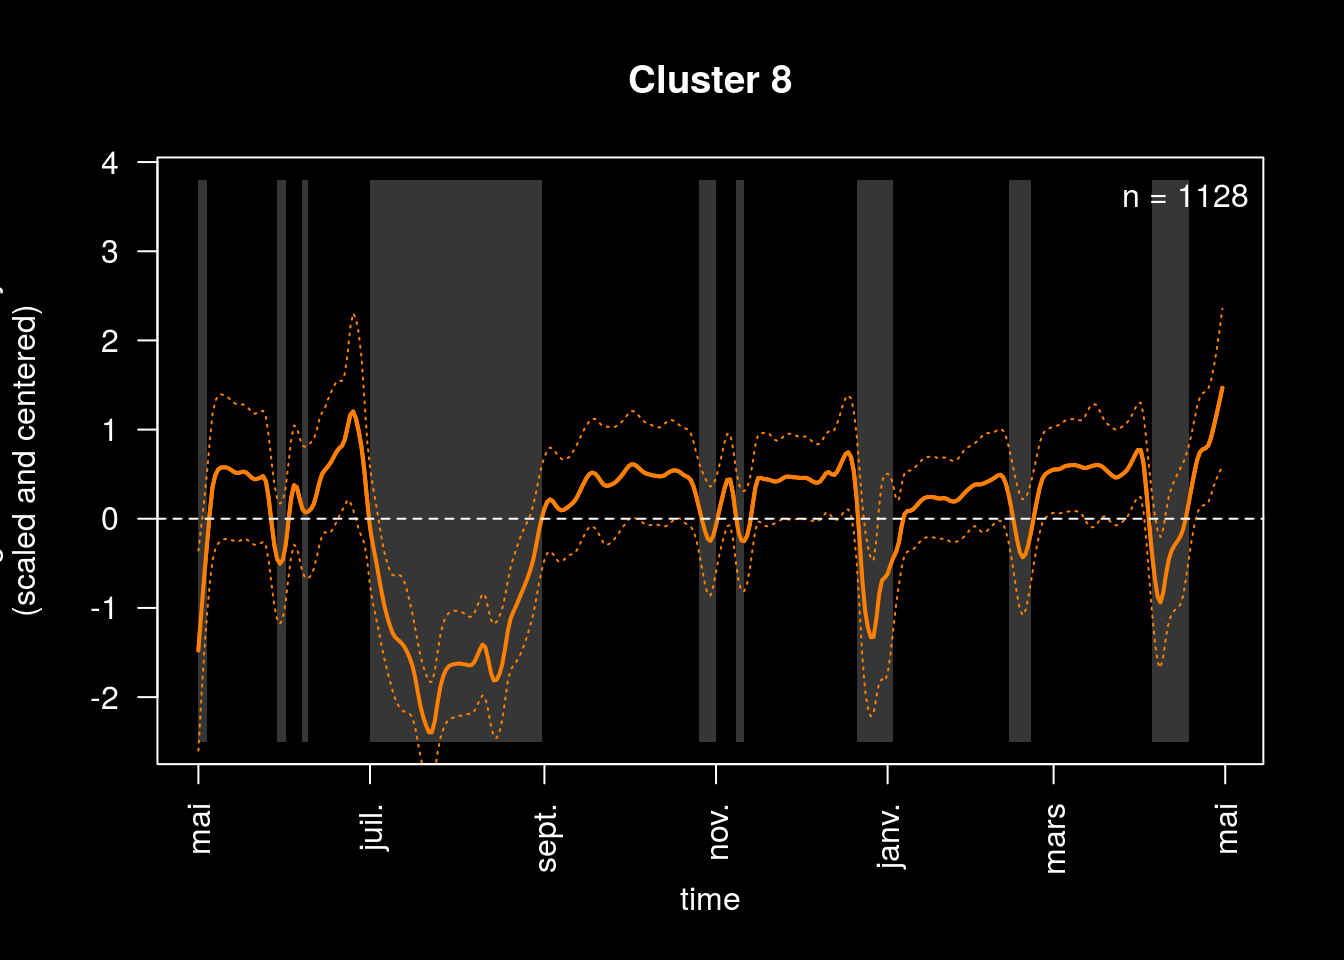 Cluster 8
n = 1128
4
3
2
1
0
-1
-2
(scaled and centered)
mai
juil.
sept.
nov.
janv.
mars
mai
time